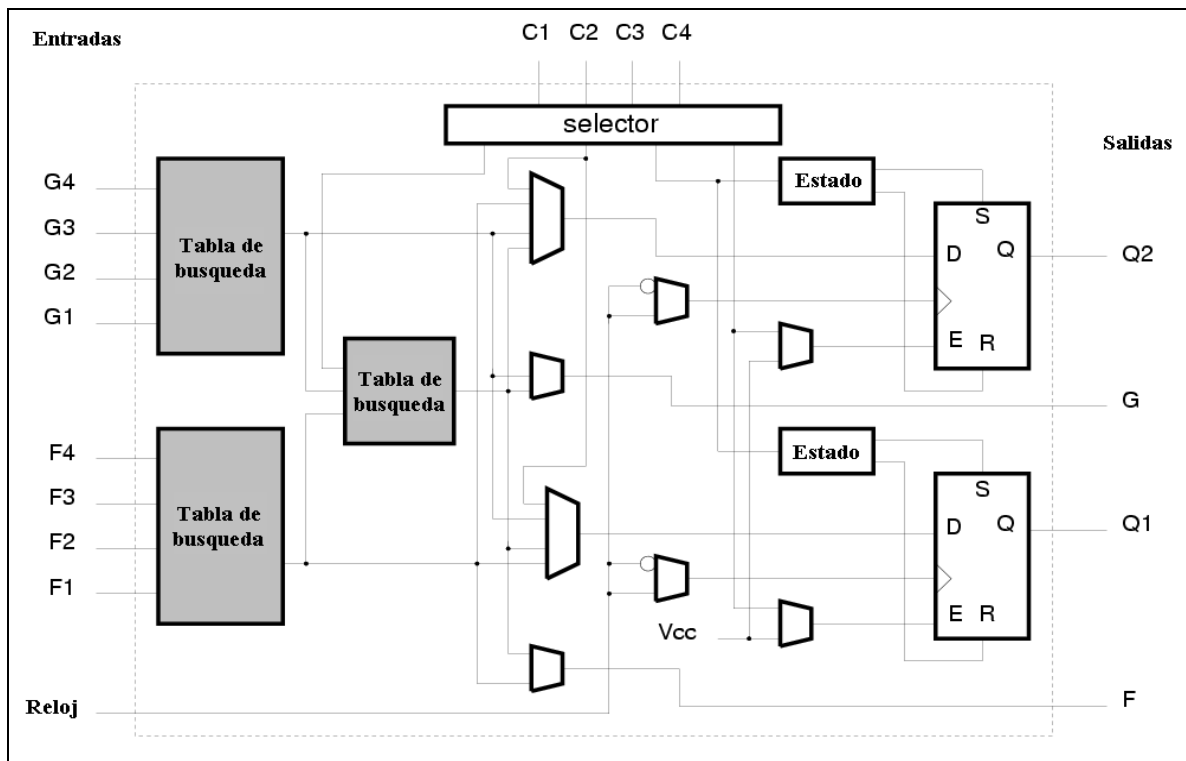 Entradas
C1 C2 C3 C4
selector
Salidas
G4
G3
G2
G1
Tabla de
busqueda
Estado
S
D Q
E R
Q2
Tabla de
busqueda
G
F4
F3
F2
F1
Tabla de
busqueda
Estado
S
D Q
E R
Q1
Vcc
Reloj
F